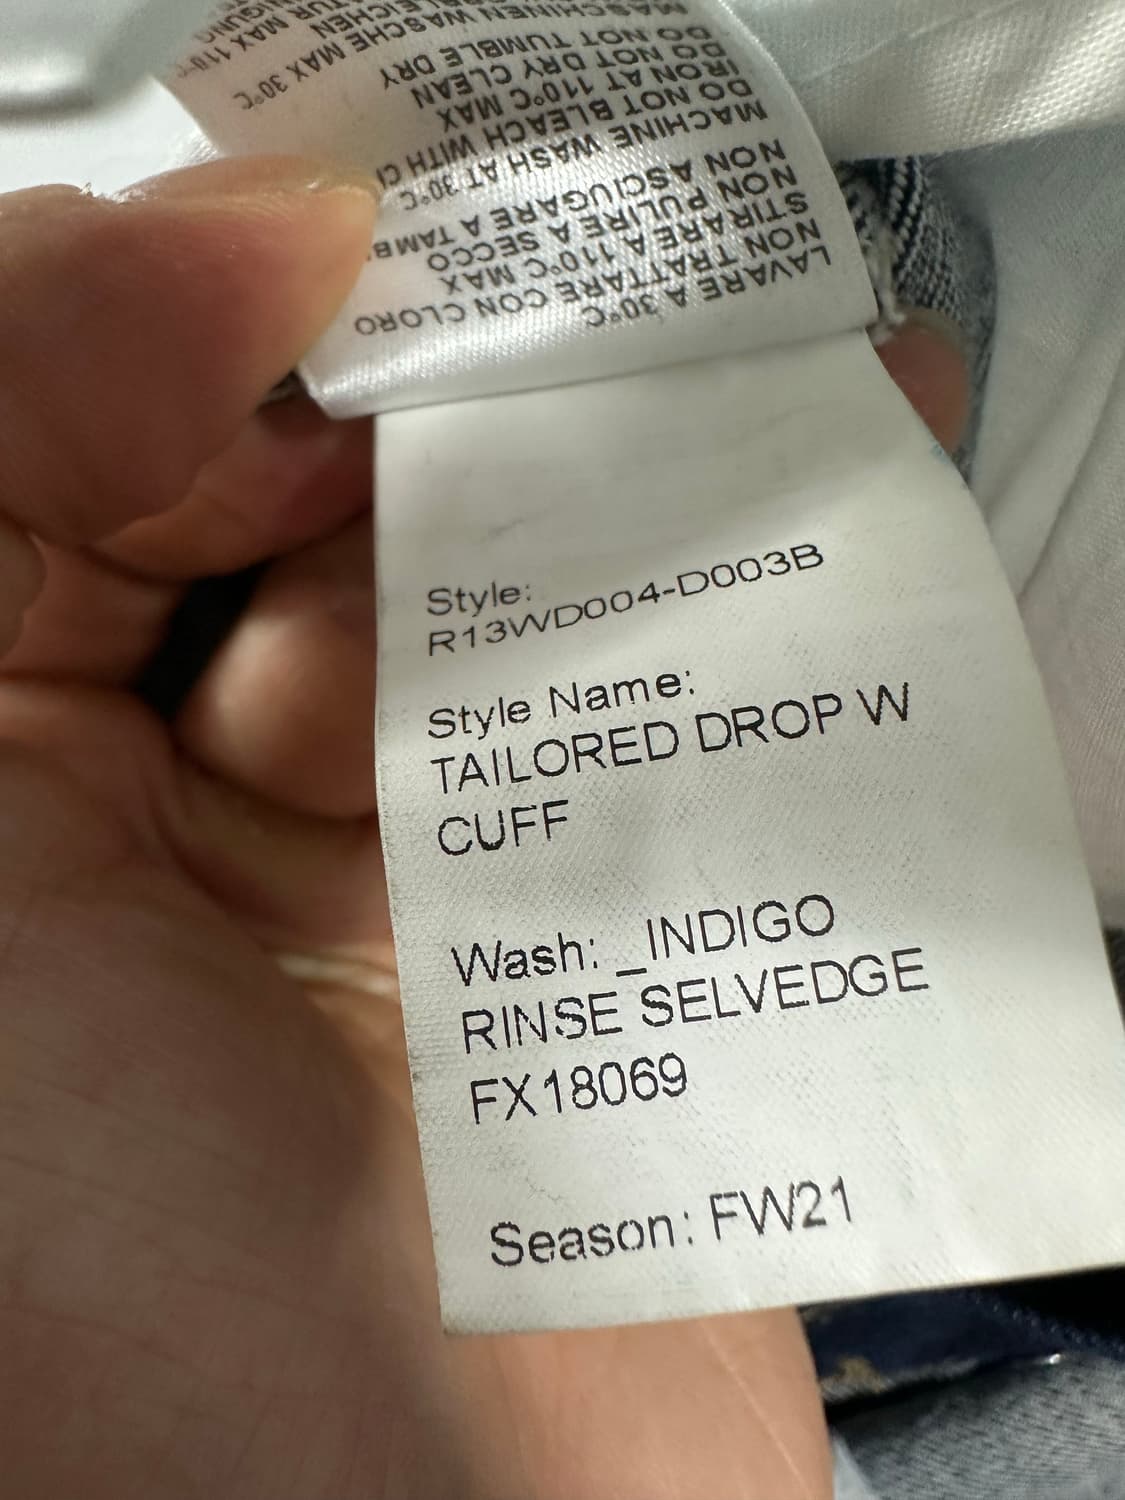 LAVARE A 30°C
NON TRATTARE CON CLORO
STIRARE A 110°C MAX
NON PULIRE A SECCO
NON ASCIUGARE A
MACHINE WASH AT 30°C
DO NOT BLEACH WITH
IRON AT 110°C MAX
DO NOT DRY CLEAN
DO NOT TUMBLE DRY
MASCHINEN WASCHE MAX 30°C
MAX
Style:
R13WD004-D003B
Style Name:
TAILORED DROP W
CUFF
Wash: _INDIGO
RINSE SELVEDGE
FX18069
Season: FW21